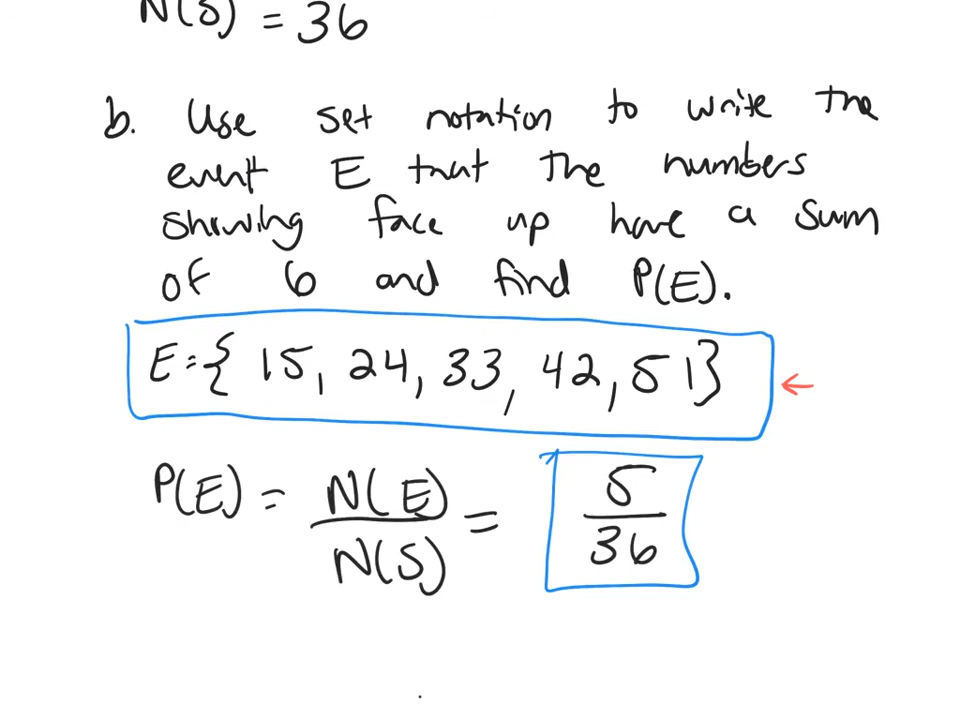 N(S) = 36
b. Use set notation to write the
event E that the numbers
showing face up have a sum
of 6 and find P(E).
E = { 15, 24, 33, 42, 51}
P(E) = N(E)/N(S) = 5/36